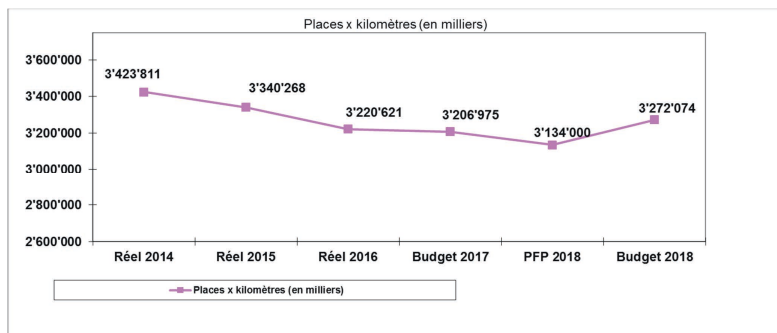 Places x kilomètres (en milliers)
3'600'000
3'400'000
3'200'000
3'000'000
2'800'000
2'600'000
3'423'811
3'340'268
3'220'621
3'206'975
3'134'000
3'272'074
Réel 2014
Réel 2015
Réel 2016
Budget 2017
PFP 2018
Budget 2018
Places x kilomètres (en milliers)